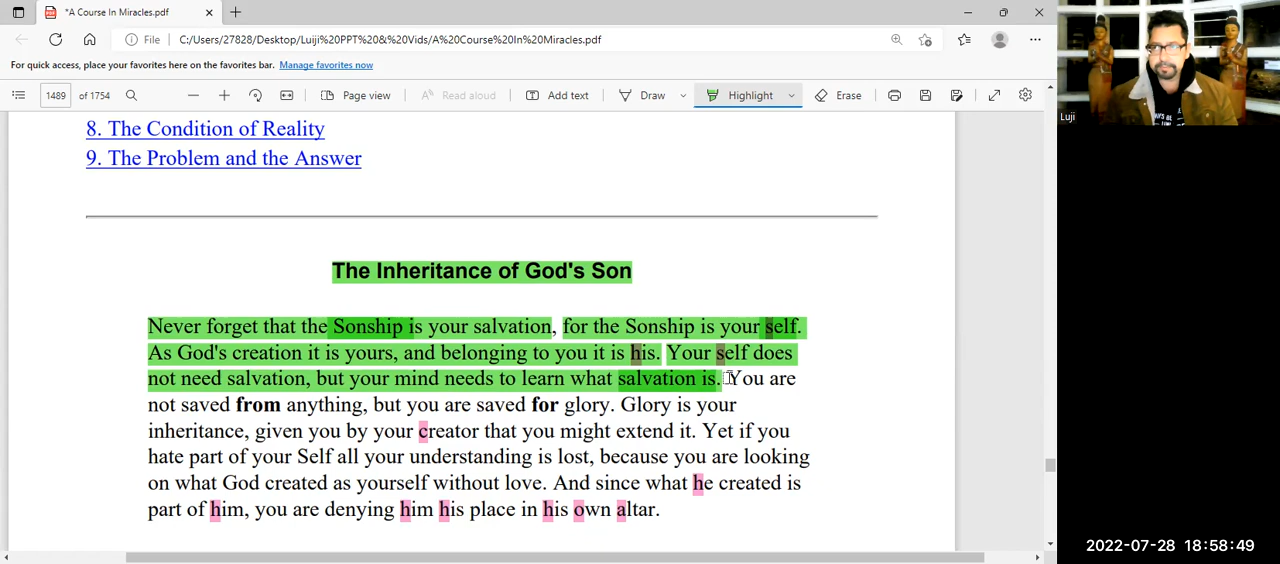 *A Course In Miracles.pdf
File C:/Users/27828/Desktop/Luiji%20PPT%20&%20Vids/A%20Course%20In%20Miracles.pdf
For quick access, place your favorites here on the favorites bar. Manage favorites now
1489 of 1754 Page view Read aloud Add text Draw Highlight Erase
8. The Condition of Reality
9. The Problem and the Answer
The Inheritance of God's Son
Never forget that the Sonship is your salvation, for the Sonship is your self.
As God's creation it is yours, and belonging to you it is his. Your self does
not need salvation, but your mind needs to learn what salvation is. You are
not saved from anything, but you are saved for glory. Glory is your
inheritance, given you by your creator that you might extend it. Yet if you
hate part of your Self all your understanding is lost, because you are looking
on what God created as yourself without love. And since what he created is
part of him, you are denying him his place in his own altar.
Luji
2022-07-28 18:58:49